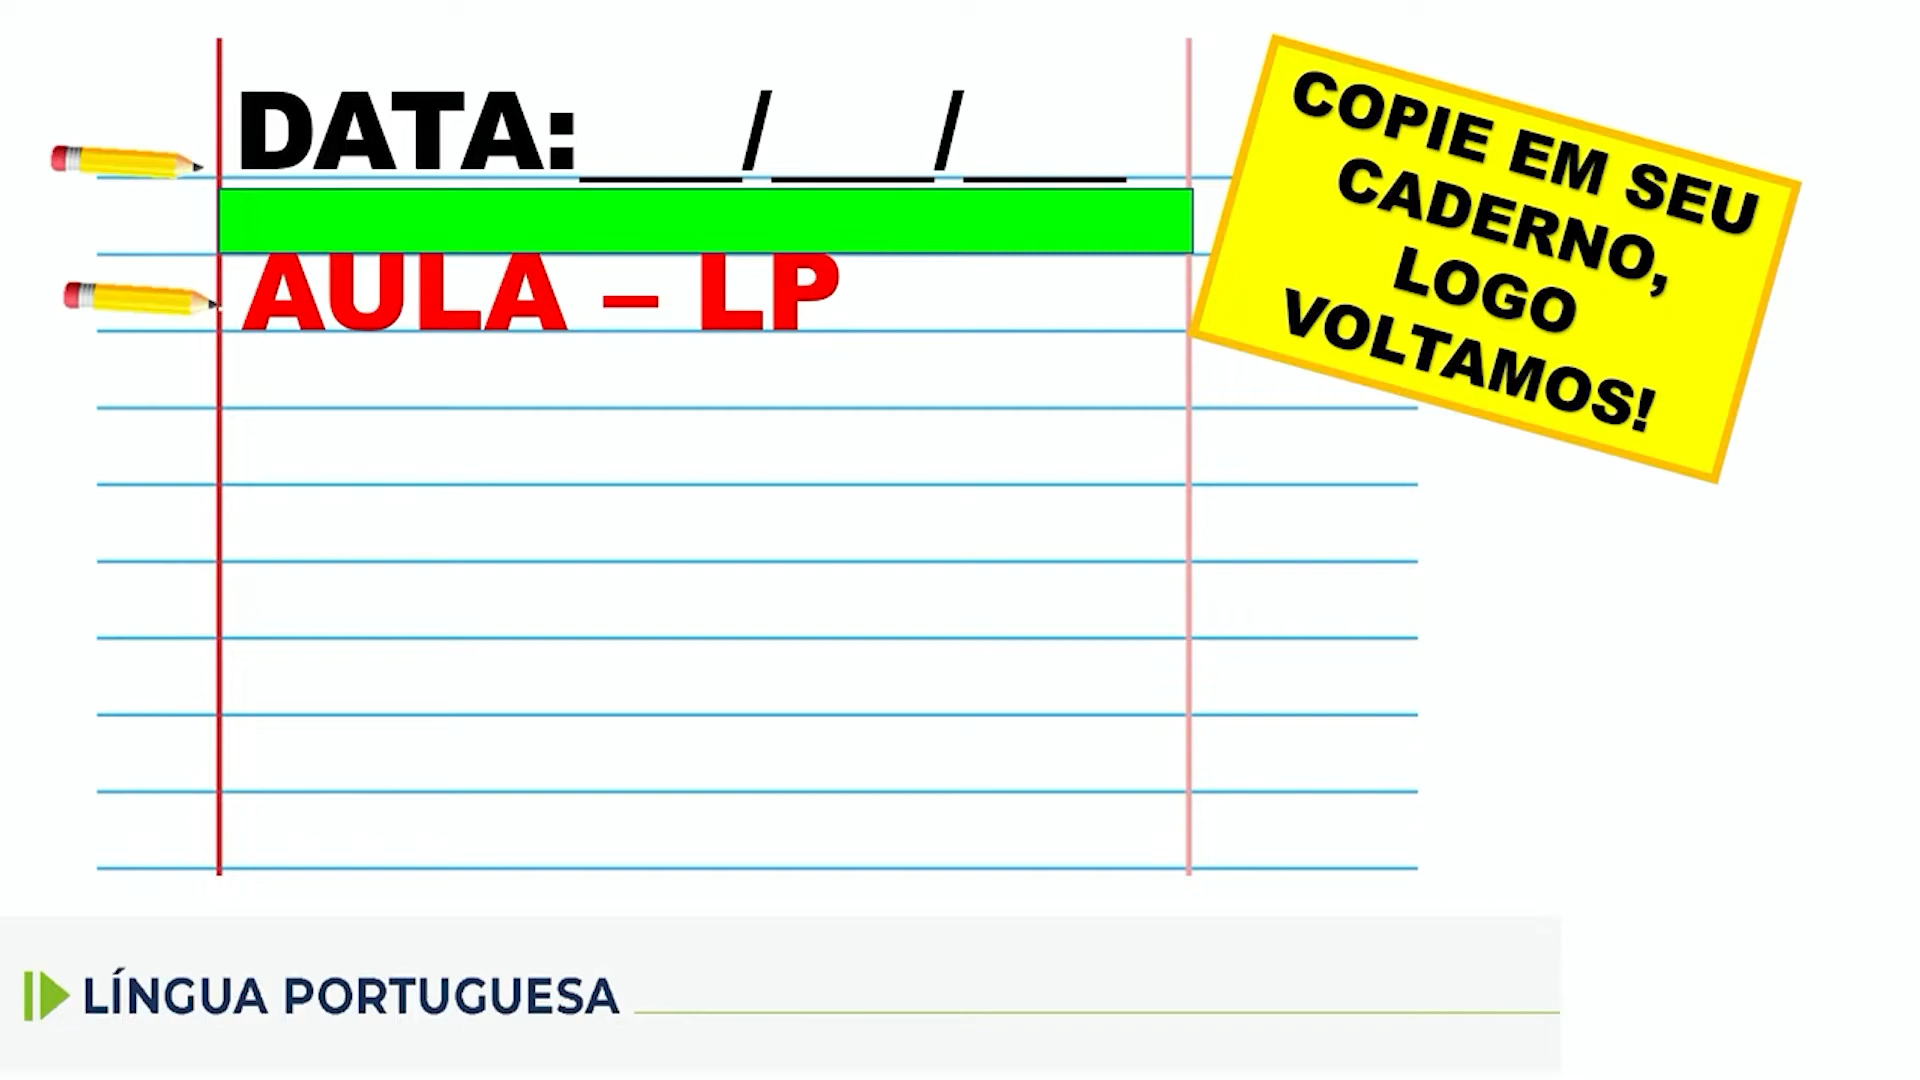 DATA:___/___/___
AULA – LP
COPIE EM SEU
CADERNO,
LOGO
VOLTAMOS!
LÍNGUA PORTUGUESA